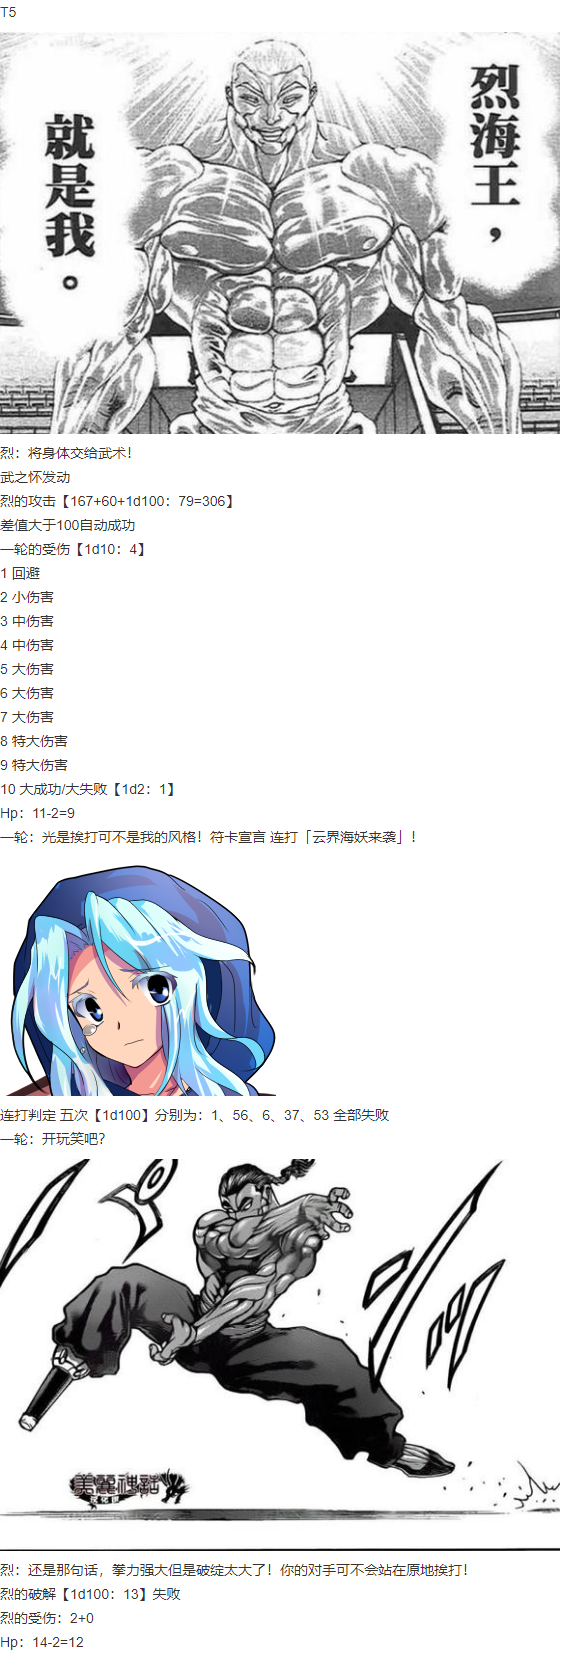 T5
烈海王，
就是我。
烈：将身体交给武术！
武之怀发动
烈的攻击【167+60+1d100：79=306】
差值大于100自动成功
一轮的受伤【1d10：4】
1 回避
2 小伤害
3 中伤害
4 中伤害
5 大伤害
6 大伤害
7 大伤害
8 特大伤害
9 特大伤害
10 大成功/大失败【1d2：1】
Hp：11-2=9
一轮：光是挨打可不是我的风格！符卡宣言 连打「云界海妖来袭」！
连打判定 五次【1d100】分别为：1、56、6、37、53 全部失败
一轮：开玩笑吧?
美丽神話
烈：还是那句话，拳力强大但是破绽太大了！你的对手可不会站在原地挨打！
烈的破解【1d100：13】失败
烈的受伤：2+0
Hp：14-2=12